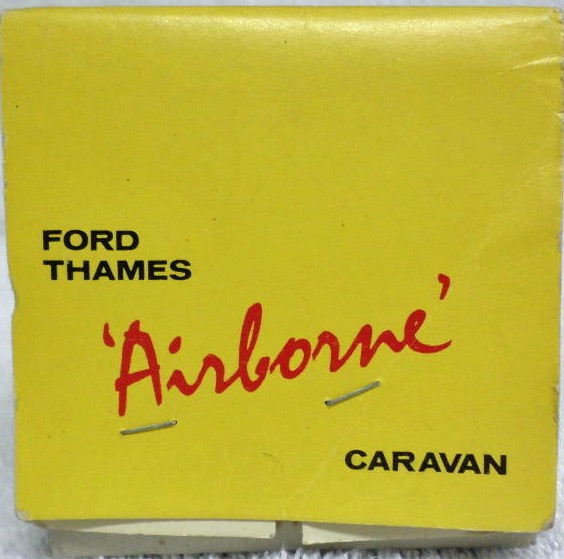 FORD
THAMES
'Airborne'
CARAVAN